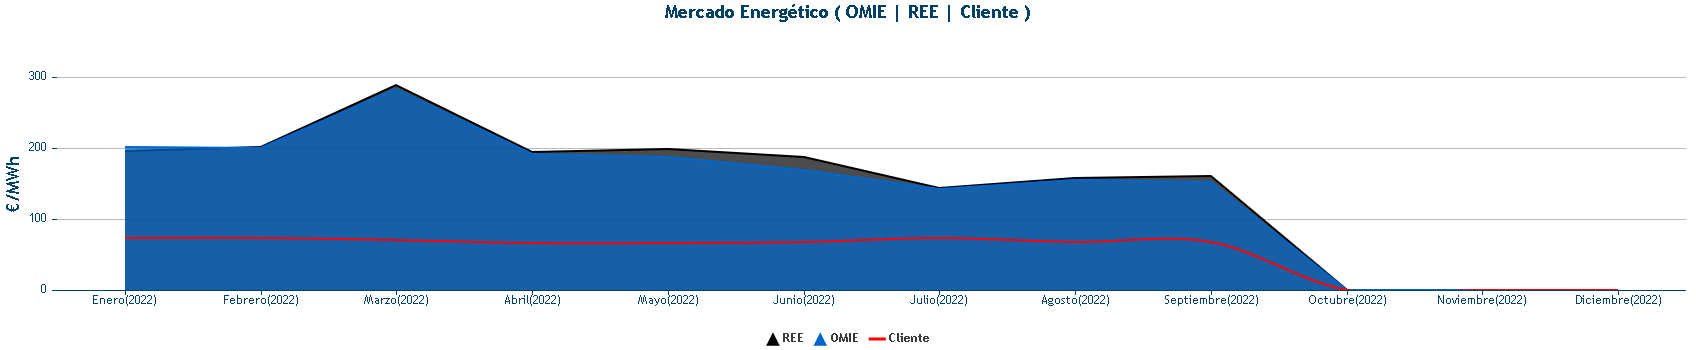 Mercado Energético ( OMIE | REE | Cliente )
€/MWh
300
200
100
0
Enero(2022) Febrero(2022) Marzo(2022) Abril(2022) Mayo(2022) Junio(2022) Julio(2022) Agosto(2022) Septiembre(2022) Octubre(2022) Noviembre(2022) Diciembre(2022)
REE OMIE Cliente